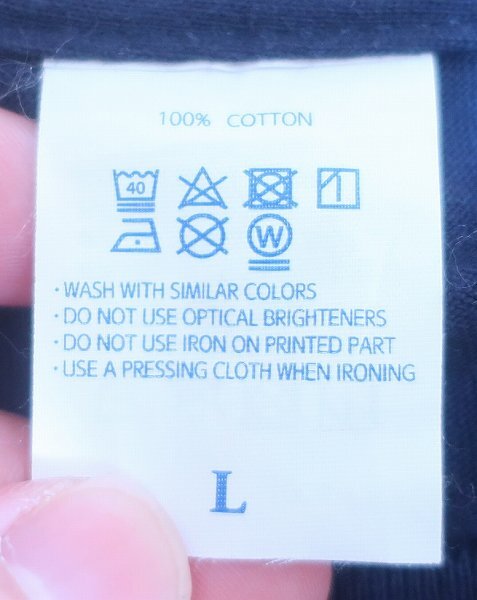 100% COTTON
40
W
· WASH WITH SIMILAR COLORS
· DO NOT USE OPTICAL BRIGHTENERS
· DO NOT USE IRON ON PRINTED PART
· USE A PRESSING CLOTH WHEN IRONING
L